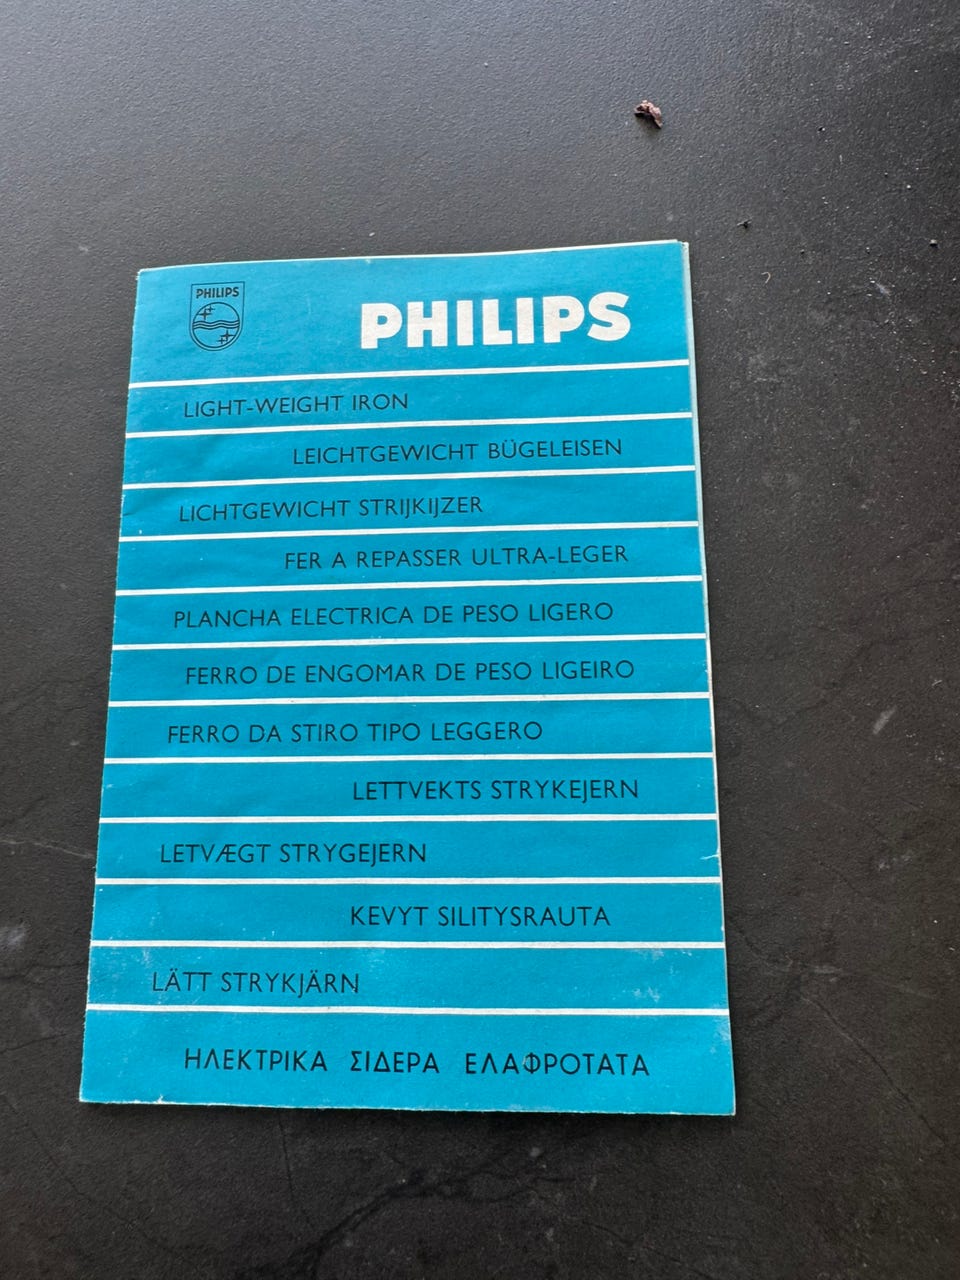 PHILIPS
PHILIPS
LIGHT-WEIGHT IRON
LEICHTGEWICHT BÜGELEISEN
LICHTGEWICHT STRIJKIJZER
FER A REPASSER ULTRA-LEGER
PLANCHA ELECTRICA DE PESO LIGERO
FERRO DE ENGOMAR DE PESO LIGEIRO
FERRO DA STIRO TIPO LEGGERO
LETTVEKTS STRYKEJERN
LETVÆGT STRYGEJERN
KEVYT SILITYSRAUTA
LÄTT STRYKJÄRN
ΗΛΕΚΤΡΙΚΑ ΣΙΔΕΡΑ ΕΛΑΦΡΟΤΑΤΑ